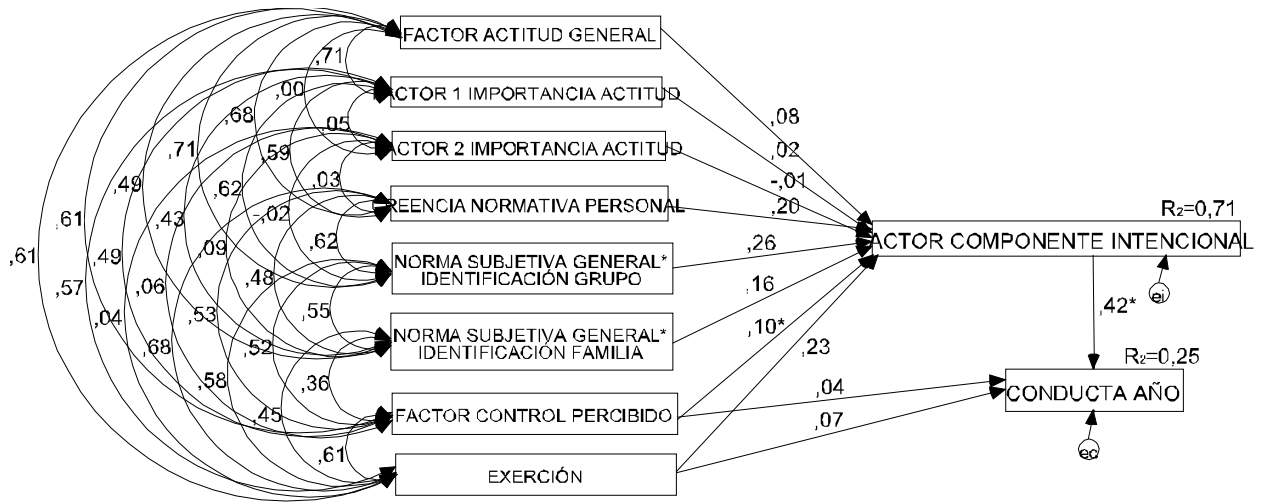 FACTOR ACTITUD GENERAL
,71
ACTOR 1 IMPORTANCIA ACTITUD
,00
,68
,05
ACTOR 2 IMPORTANCIA ACTITUD
,71
,59
,49
,62
,03
REENCIA NORMATIVA PERSONAL
,61
,43
-,02
,61
,49
,09
,62
NORMA SUBJETIVA GENERAL*
IDENTIFICACIÓN GRUPO
,57
,06
,48
,04
,53
,55
NORMA SUBJETIVA GENERAL*
IDENTIFICACIÓN FAMILIA
,68
,52
,58
,36
,45
FACTOR CONTROL PERCIBIDO
,61
EXERCIÓN
,08
,02
-,01
,20
,26
,16
,10*
,23
R2=0,71
ACTOR COMPONENTE INTENCIONAL
ei
,42*
,04
,07
R2=0,25
CONDUCTA AÑO
ec